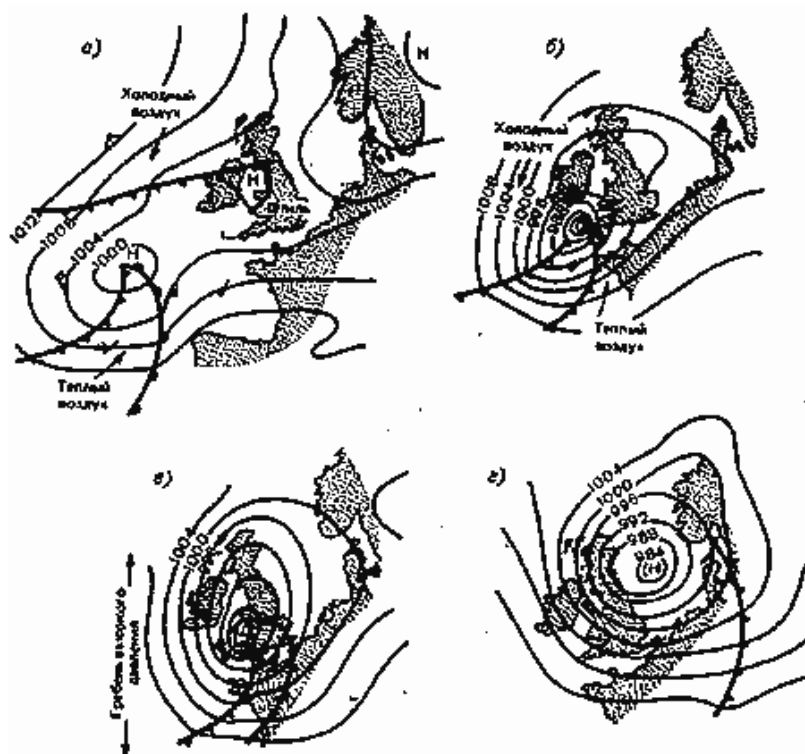 а)
Холодный
воздух
Н
1012
1008
1004
1000
Н
Н
Теплый
воздух
б)
Холодный
воздух
1008
1004
1000
996
Теплый
воздух
в)
1004
1000
Гребень высокого
давления
г)
1004
1000
996
992
988
984
(Н)